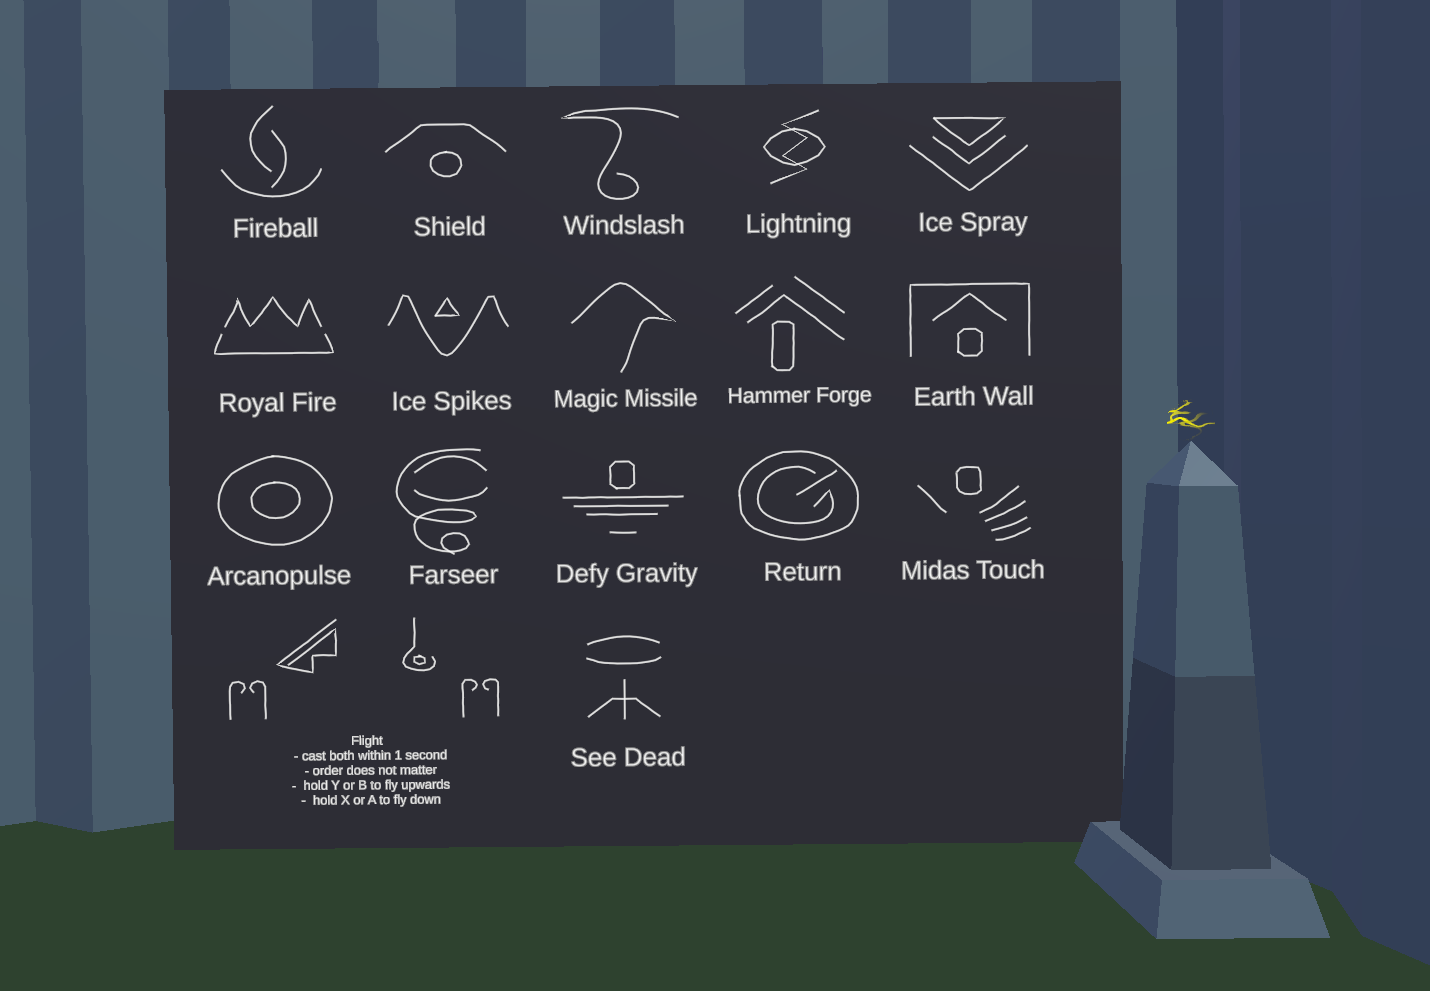 Fireball
Shield
Windslash
Lightning
Ice Spray
Royal Fire
Ice Spikes
Magic Missile
Hammer Forge
Earth Wall
Arcanopulse
Farseer
Defy Gravity
Return
Midas Touch
Flight
- cast both within 1 second
- order does not matter
- hold Y or B to fly upwards
- hold X or A to fly down
See Dead